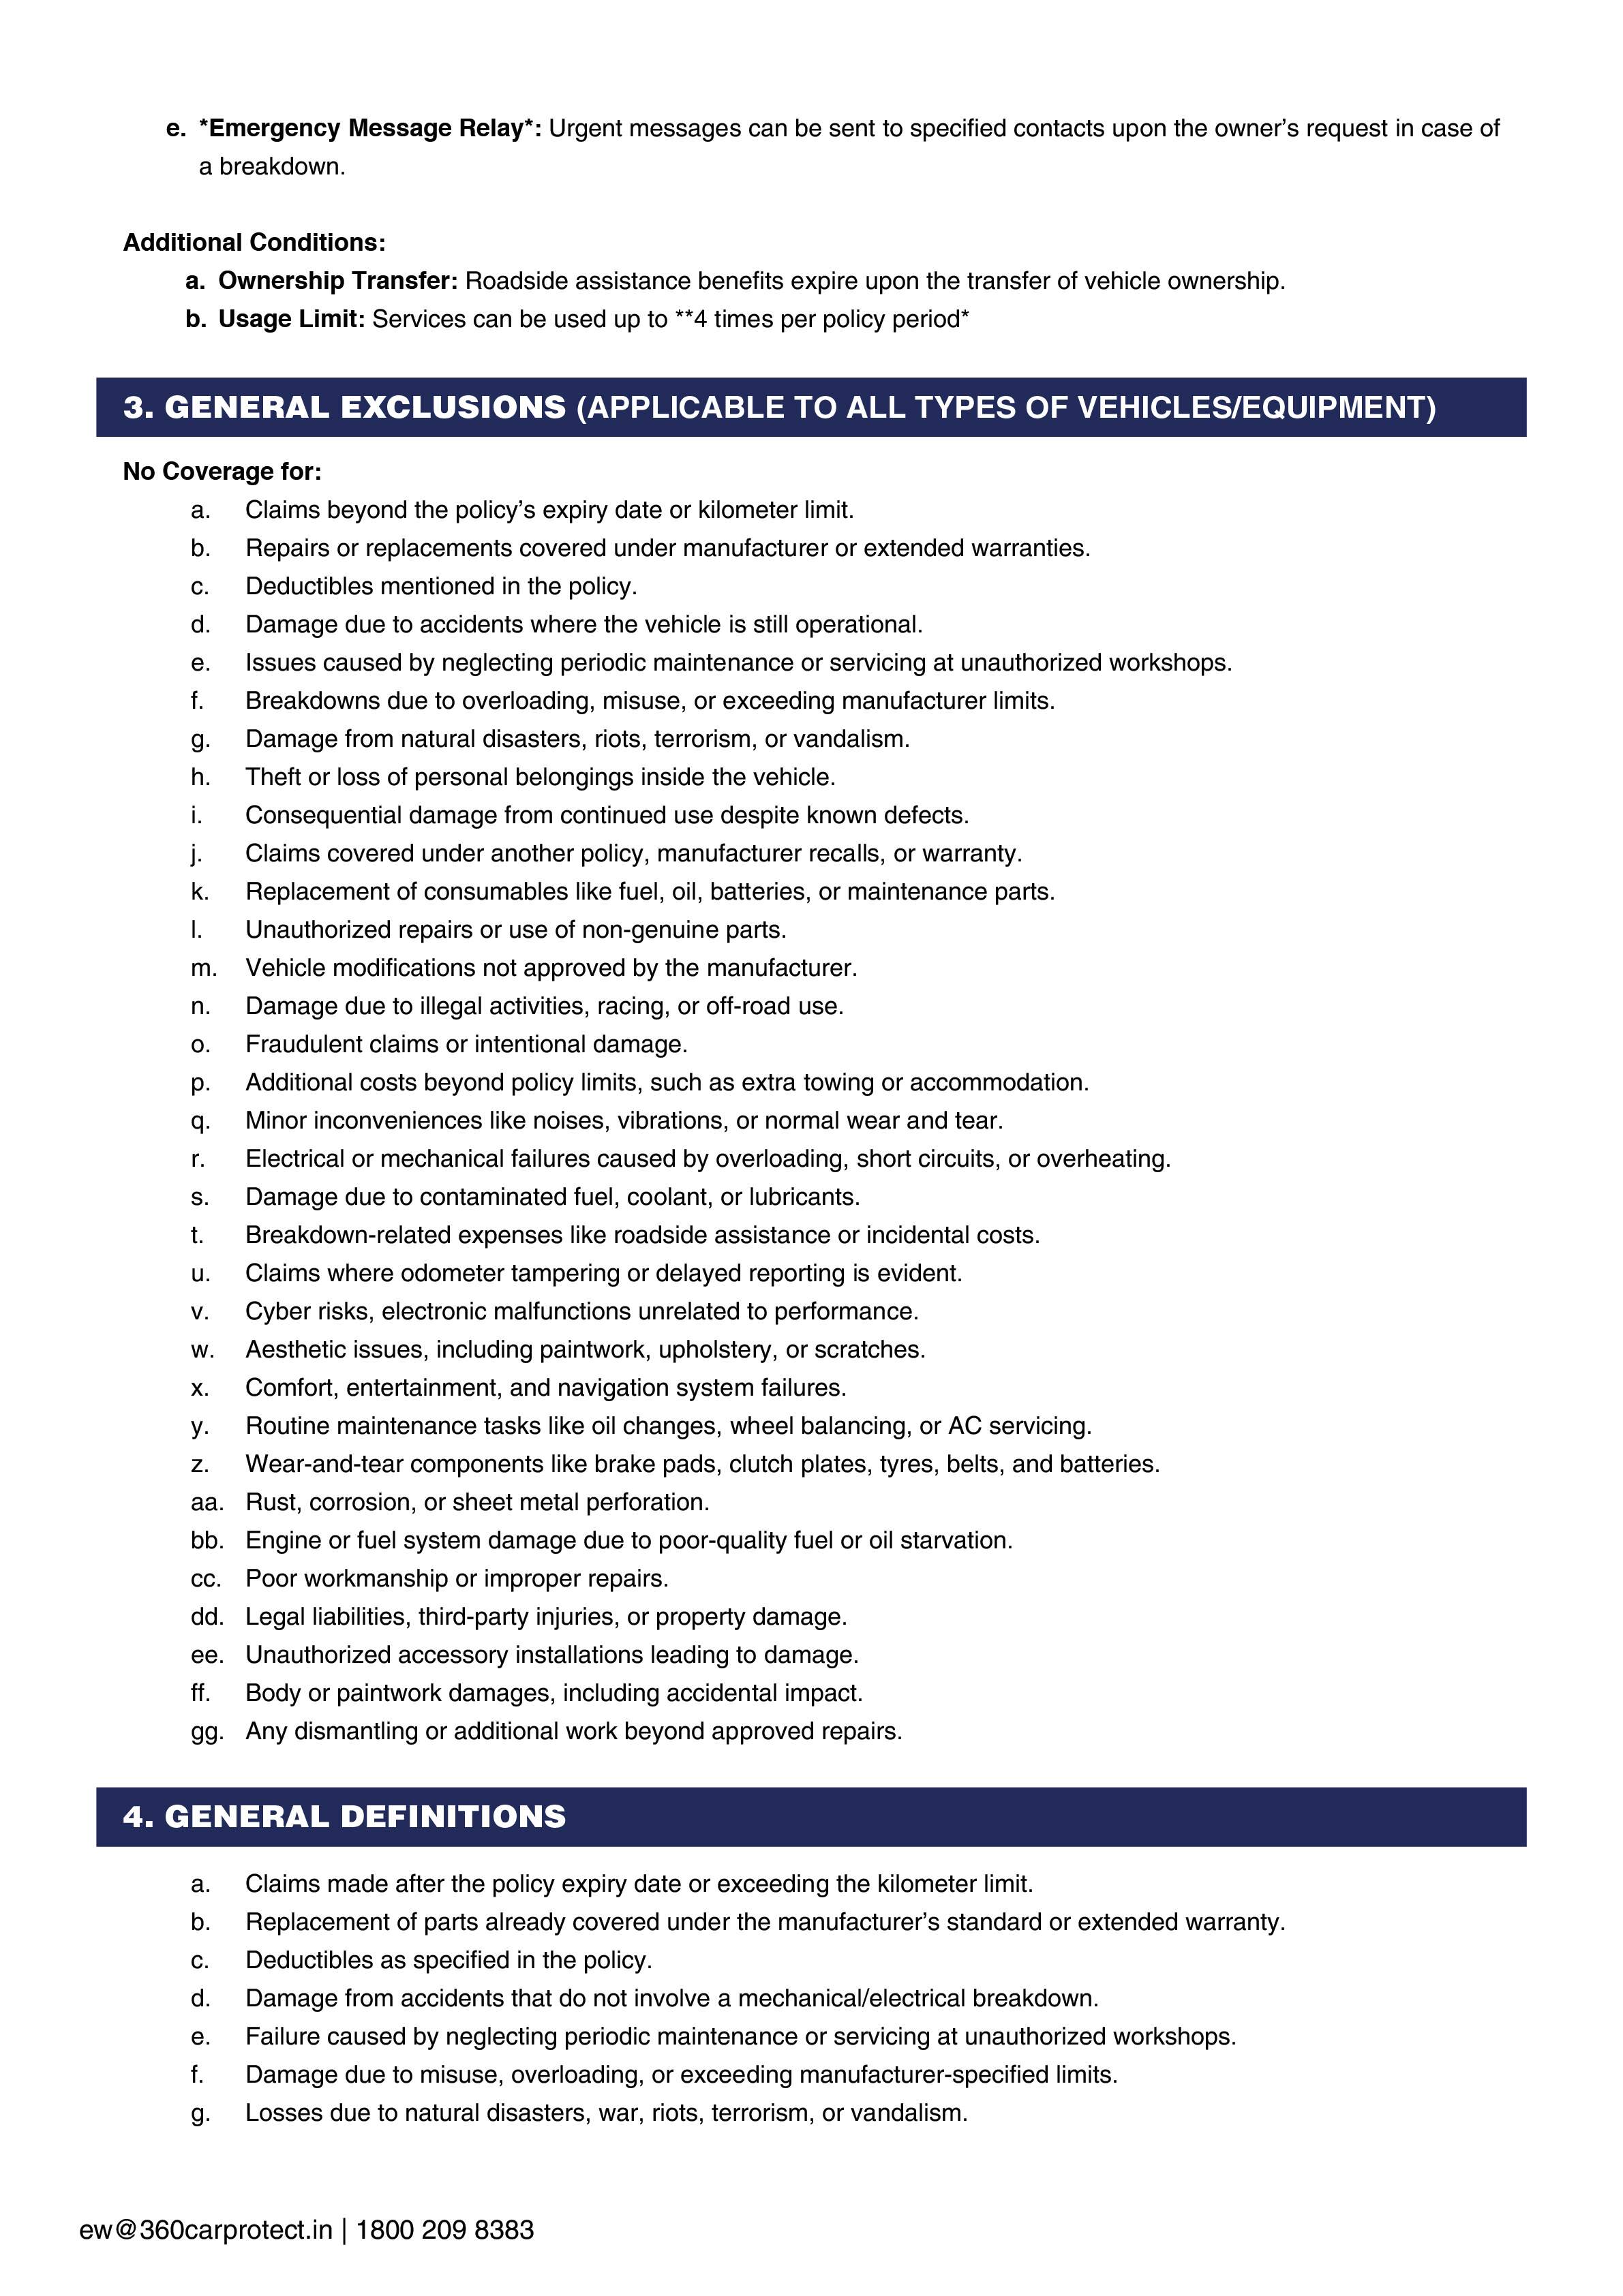 e. *Emergency Message Relay*: Urgent messages can be sent to specified contacts upon the owner’s request in case of
a breakdown.
Additional Conditions:
a. Ownership Transfer: Roadside assistance benefits expire upon the transfer of vehicle ownership.
b. Usage Limit: Services can be used up to **4 times per policy period*
3. GENERAL EXCLUSIONS (APPLICABLE TO ALL TYPES OF VEHICLES/EQUIPMENT)
No Coverage for:
a. Claims beyond the policy’s expiry date or kilometer limit.
b. Repairs or replacements covered under manufacturer or extended warranties.
c. Deductibles mentioned in the policy.
d. Damage due to accidents where the vehicle is still operational.
e. Issues caused by neglecting periodic maintenance or servicing at unauthorized workshops.
f. Breakdowns due to overloading, misuse, or exceeding manufacturer limits.
g. Damage from natural disasters, riots, terrorism, or vandalism.
h. Theft or loss of personal belongings inside the vehicle.
i. Consequential damage from continued use despite known defects.
j. Claims covered under another policy, manufacturer recalls, or warranty.
k. Replacement of consumables like fuel, oil, batteries, or maintenance parts.
l. Unauthorized repairs or use of non-genuine parts.
m. Vehicle modifications not approved by the manufacturer.
n. Damage due to illegal activities, racing, or off-road use.
o. Fraudulent claims or intentional damage.
p. Additional costs beyond policy limits, such as extra towing or accommodation.
q. Minor inconveniences like noises, vibrations, or normal wear and tear.
r. Electrical or mechanical failures caused by overloading, short circuits, or overheating.
s. Damage due to contaminated fuel, coolant, or lubricants.
t. Breakdown-related expenses like roadside assistance or incidental costs.
u. Claims where odometer tampering or delayed reporting is evident.
v. Cyber risks, electronic malfunctions unrelated to performance.
w. Aesthetic issues, including paintwork, upholstery, or scratches.
x. Comfort, entertainment, and navigation system failures.
y. Routine maintenance tasks like oil changes, wheel balancing, or AC servicing.
z. Wear-and-tear components like brake pads, clutch plates, tyres, belts, and batteries.
aa. Rust, corrosion, or sheet metal perforation.
bb. Engine or fuel system damage due to poor-quality fuel or oil starvation.
cc. Poor workmanship or improper repairs.
dd. Legal liabilities, third-party injuries, or property damage.
ee. Unauthorized accessory installations leading to damage.
ff. Body or paintwork damages, including accidental impact.
gg. Any dismantling or additional work beyond approved repairs.
4. GENERAL DEFINITIONS
a. Claims made after the policy expiry date or exceeding the kilometer limit.
b. Replacement of parts already covered under the manufacturer’s standard or extended warranty.
c. Deductibles as specified in the policy.
d. Damage from accidents that do not involve a mechanical/electrical breakdown.
e. Failure caused by neglecting periodic maintenance or servicing at unauthorized workshops.
f. Damage due to misuse, overloading, or exceeding manufacturer-specified limits.
g. Losses due to natural disasters, war, riots, terrorism, or vandalism.
ew@360carprotect.in | 1800 209 8383